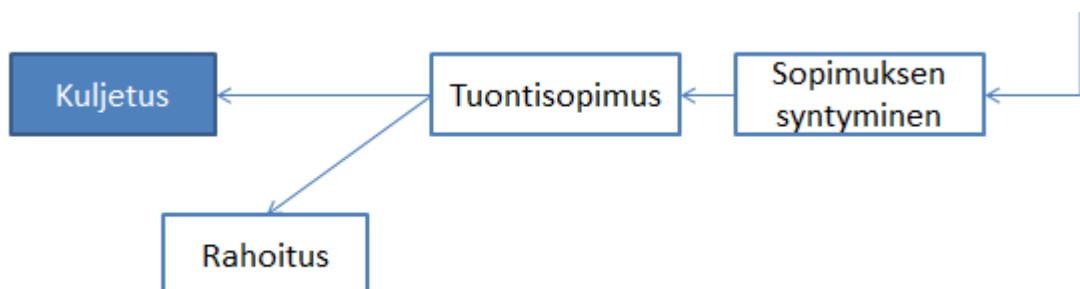 Kuljetus
Tuontisopimus
Sopimuksen
syntyminen
Rahoitus